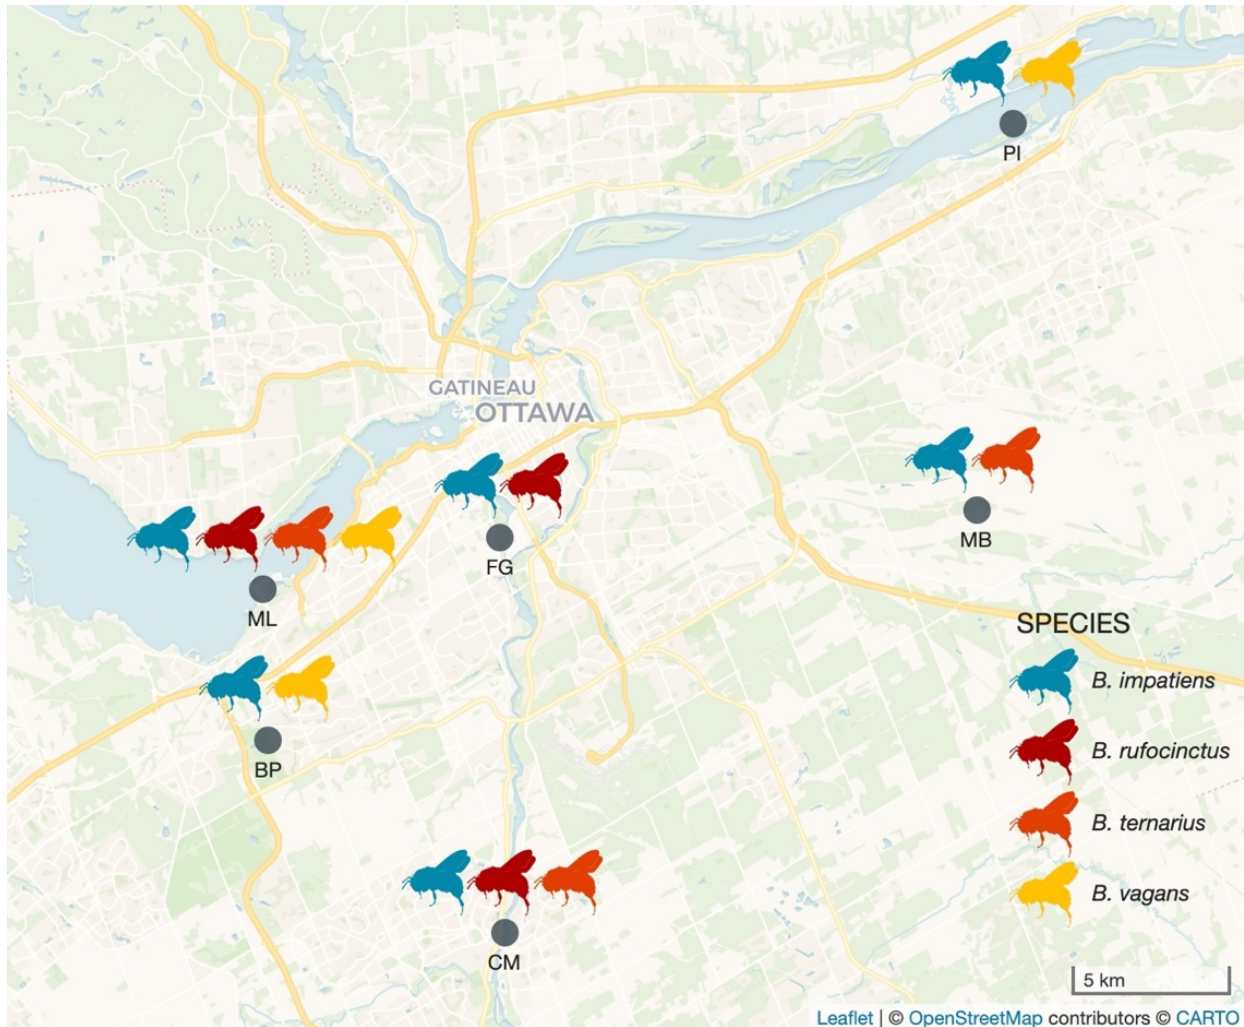 PI
GATINEAU
OTTAWA
FG
MB
ML
SPECIES
B. impatiens
BP
B. rufocinctus
B. ternarius
B. vagans
CM
5 km
Leaflet | © OpenStreetMap contributors © CARTO